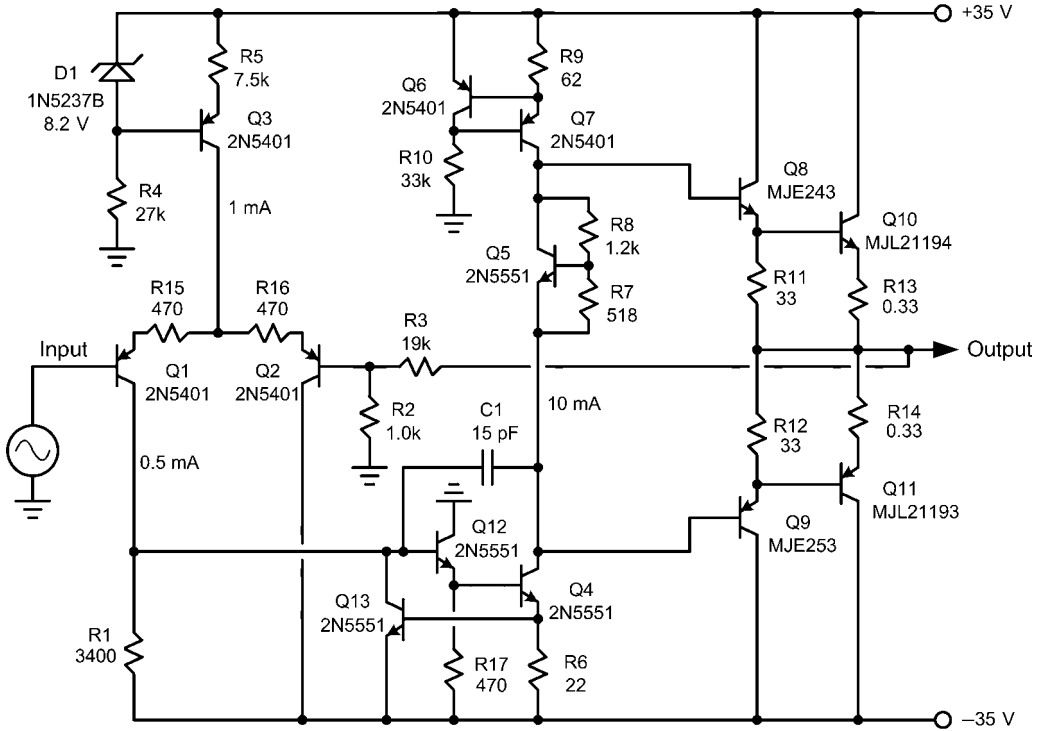 +35 V
D1
1N5237B
8.2 V
R5
7.5k
Q3
2N5401
R4
27k
1 mA
Q6
2N5401
R9
62
Q7
2N5401
R10
33k
Q8
MJE243
Q10
MJL21194
R8
1.2k
Q5
2N5551
R7
518
R11
33
R13
0.33
R15
470
R16
470
R3
19k
Input
Output
Q1
2N5401
Q2
2N5401
R2
1.0k
C1
15 pF
10 mA
R12
33
R14
0.33
0.5 mA
Q12
2N5551
Q9
MJE253
Q11
MJL21193
Q13
2N5551
Q4
2N5551
R1
3400
R17
470
R6
22
–35 V